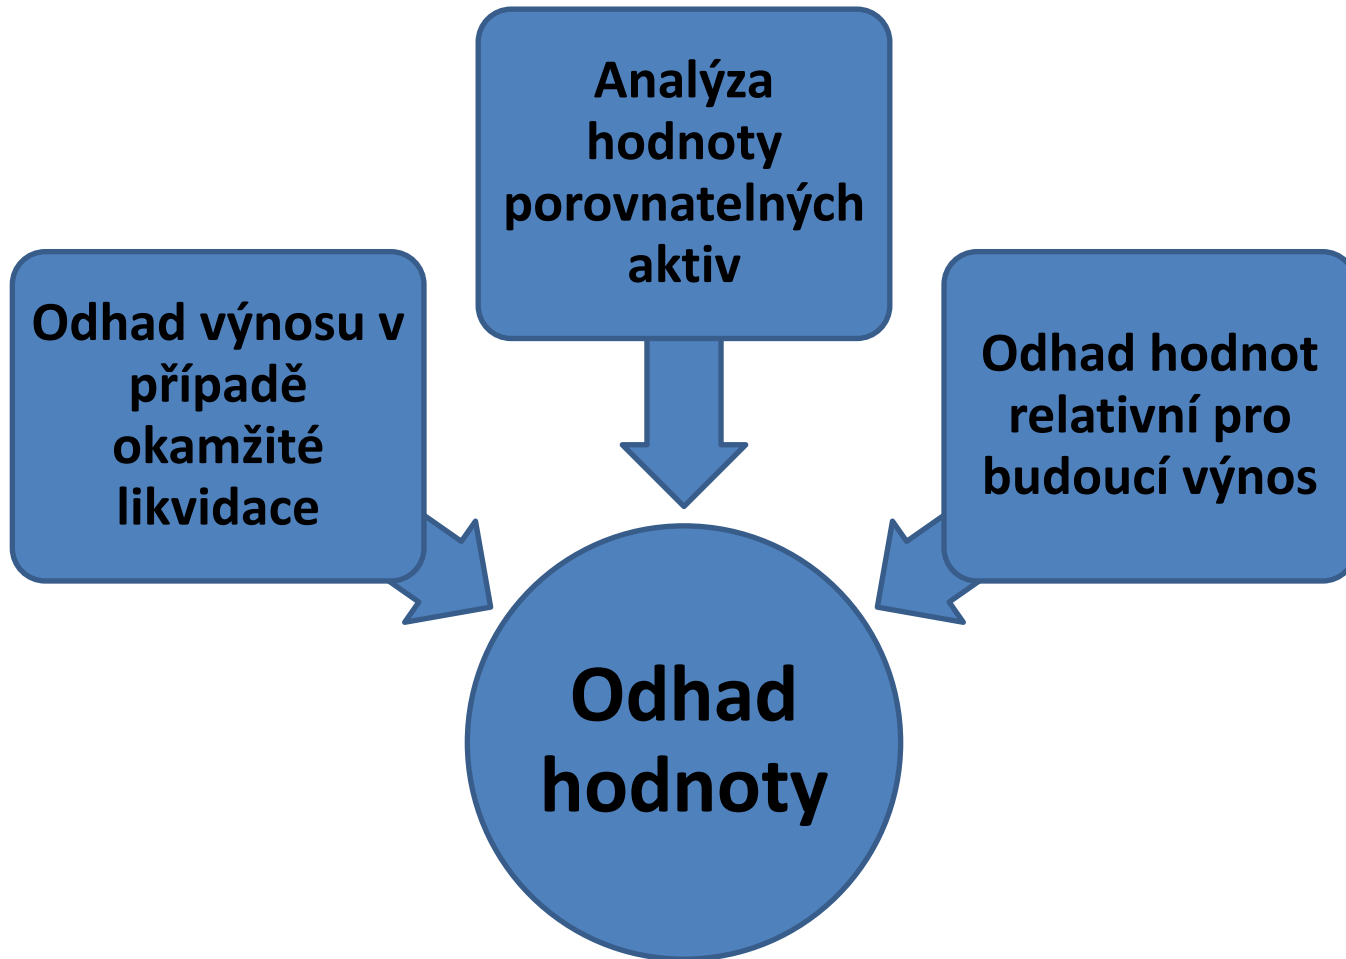 Analýza
hodnoty
porovnatelných
aktiv
Odhad výnosu v
případě
okamžité
likvidace
Odhad hodnot
relativní pro
budoucí výnos
Odhad
hodnoty